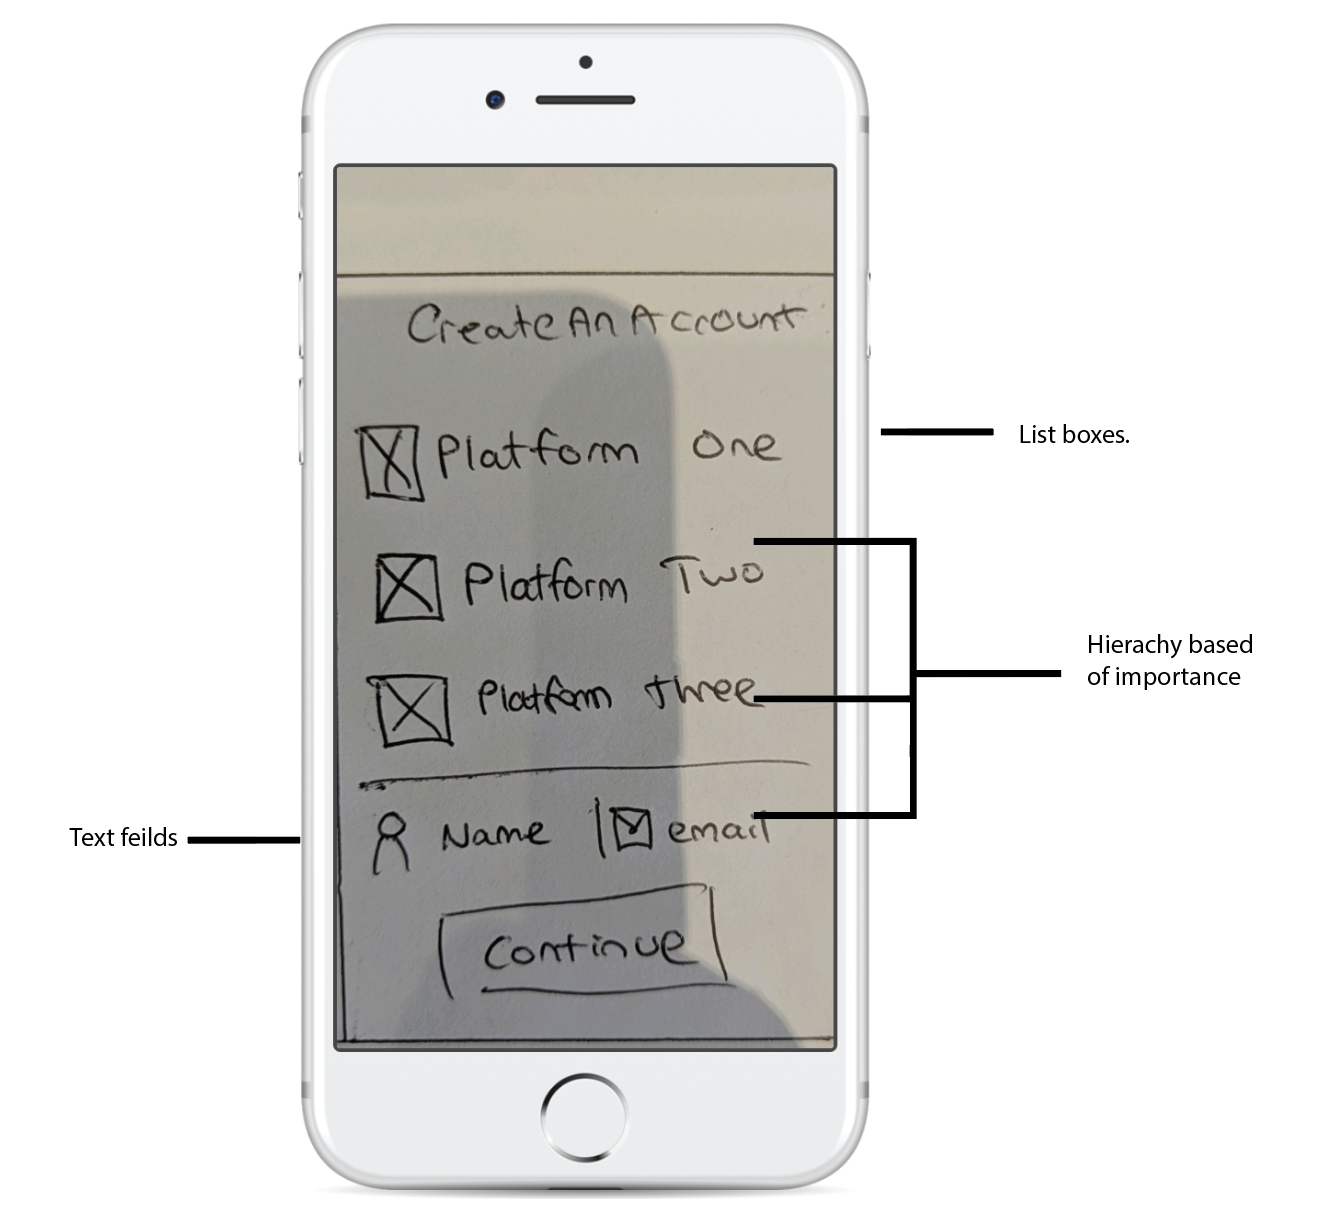 Create An Account
Platform One
List boxes.
Platform Two
Hierachy based
of importance
Platform three
Text feilds
Name
email
Continue